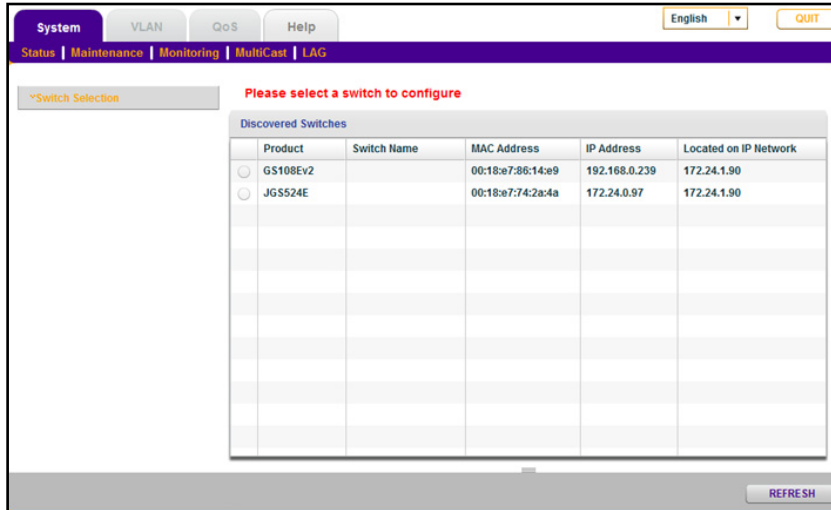 System VLAN QoS Help English QUIT
Status | Maintenance | Monitoring | MultiCast | LAG
Switch Selection
Please select a switch to configure
Discovered Switches
Product Switch Name MAC Address IP Address Located on IP Network
GS108Ev2 00:18:e7:86:14:e9 192.168.0.239 172.24.1.90
JGS524E 00:18:e7:74:2a:4a 172.24.0.97 172.24.1.90
REFRESH